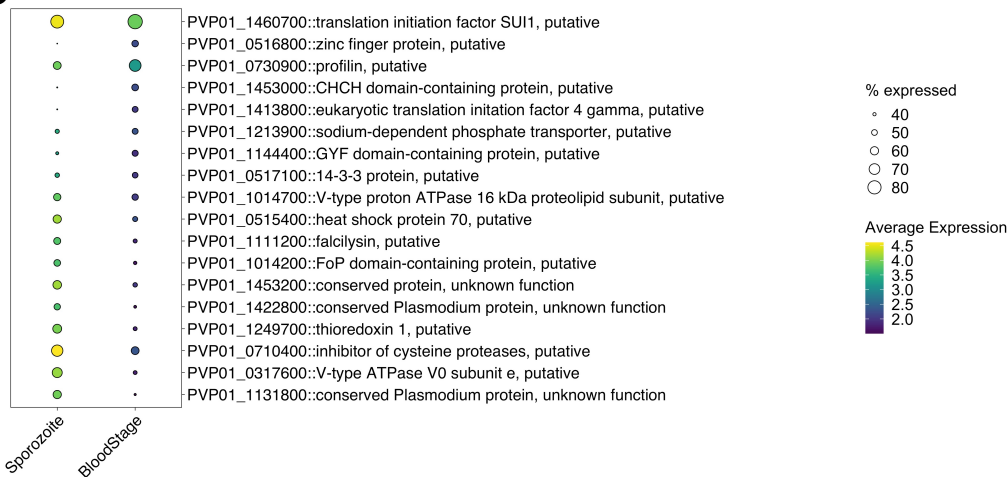 PVP01_1460700::translation initiation factor SUI1, putative
PVP01_0516800::zinc finger protein, putative
PVP01_0730900::profilin, putative
PVP01_1453000::CHCH domain-containing protein, putative
PVP01_1413800::eukaryotic translation initation factor 4 gamma, putative
PVP01_1213900::sodium-dependent phosphate transporter, putative
PVP01_1144400::GYF domain-containing protein, putative
PVP01_0517100::14-3-3 protein, putative
PVP01_1014700::V-type proton ATPase 16 kDa proteolipid subunit, putative
PVP01_0515400::heat shock protein 70, putative
PVP01_1111200::falcilysin, putative
PVP01_1014200::FoP domain-containing protein, putative
PVP01_1453200::conserved protein, unknown function
PVP01_1422800::conserved Plasmodium protein, unknown function
PVP01_1249700::thioredoxin 1, putative
PVP01_0710400::inhibitor of cysteine proteases, putative
PVP01_0317600::V-type ATPase V0 subunit e, putative
PVP01_1131800::conserved Plasmodium protein, unknown function
Sporozoite
BloodStage
% expressed
40
50
60
70
80
Average Expression
4.5
4.0
3.5
3.0
2.5
2.0